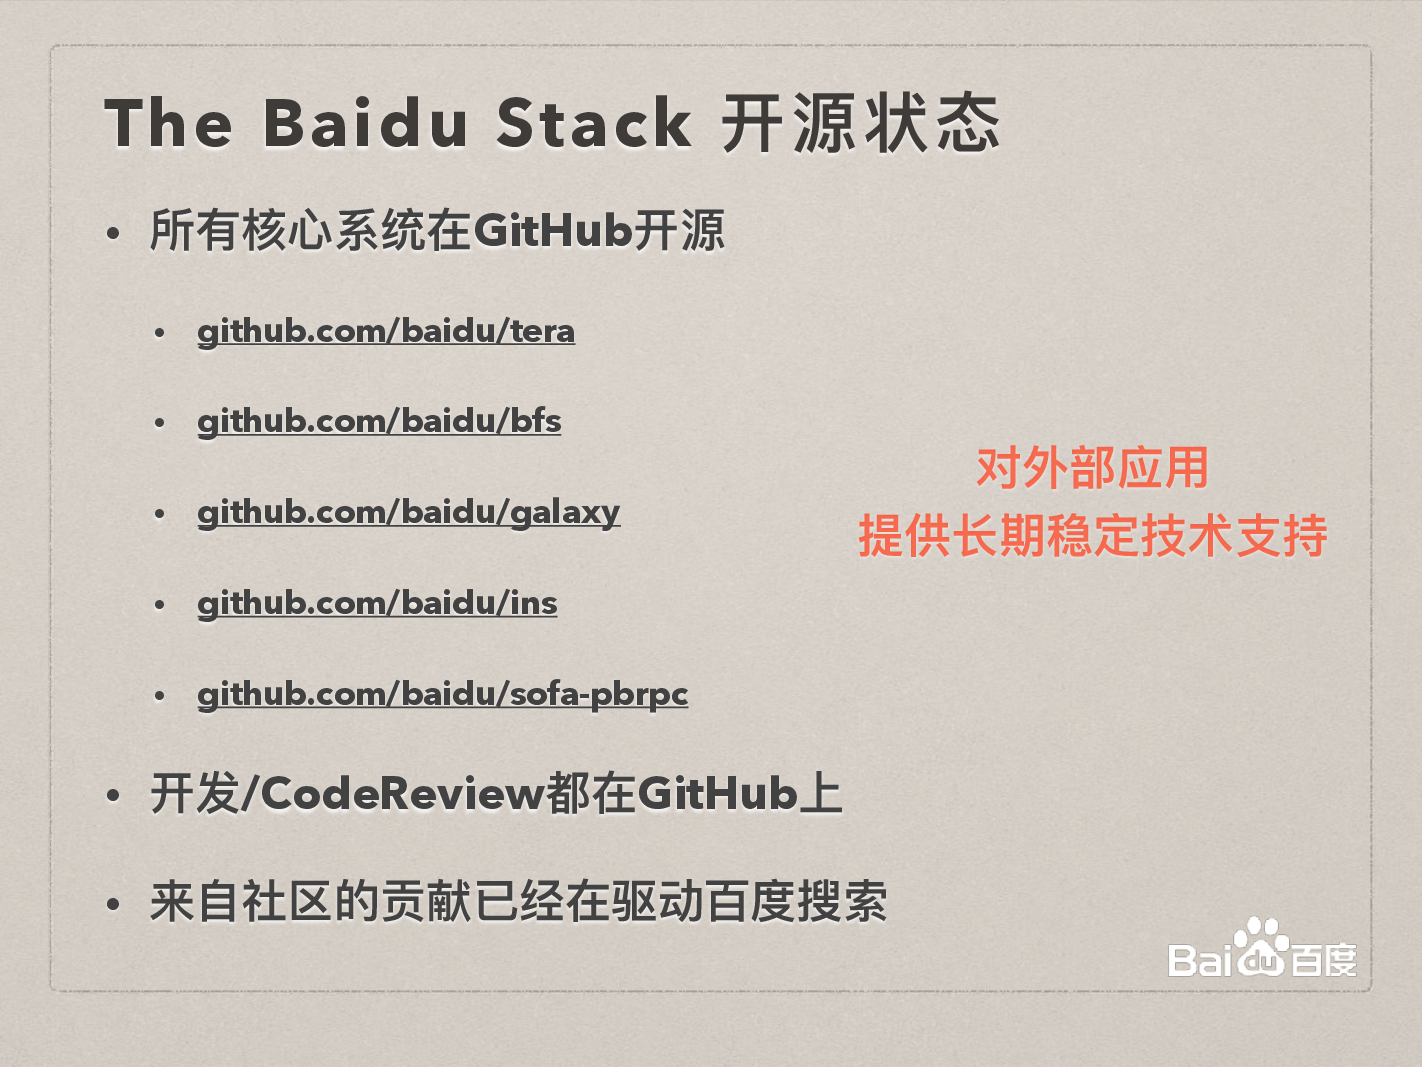 The Baidu Stack 开源状态
• 所有核心系统在GitHub开源
• github.com/baidu/tera
• github.com/baidu/bfs
• github.com/baidu/galaxy
• github.com/baidu/ins
• github.com/baidu/sofa-pbrpc
对外部应用
提供长期稳定技术支持
• 开发/CodeReview都在GitHub上
• 来自社区的贡献已经在驱动百度搜索
Baidu百度